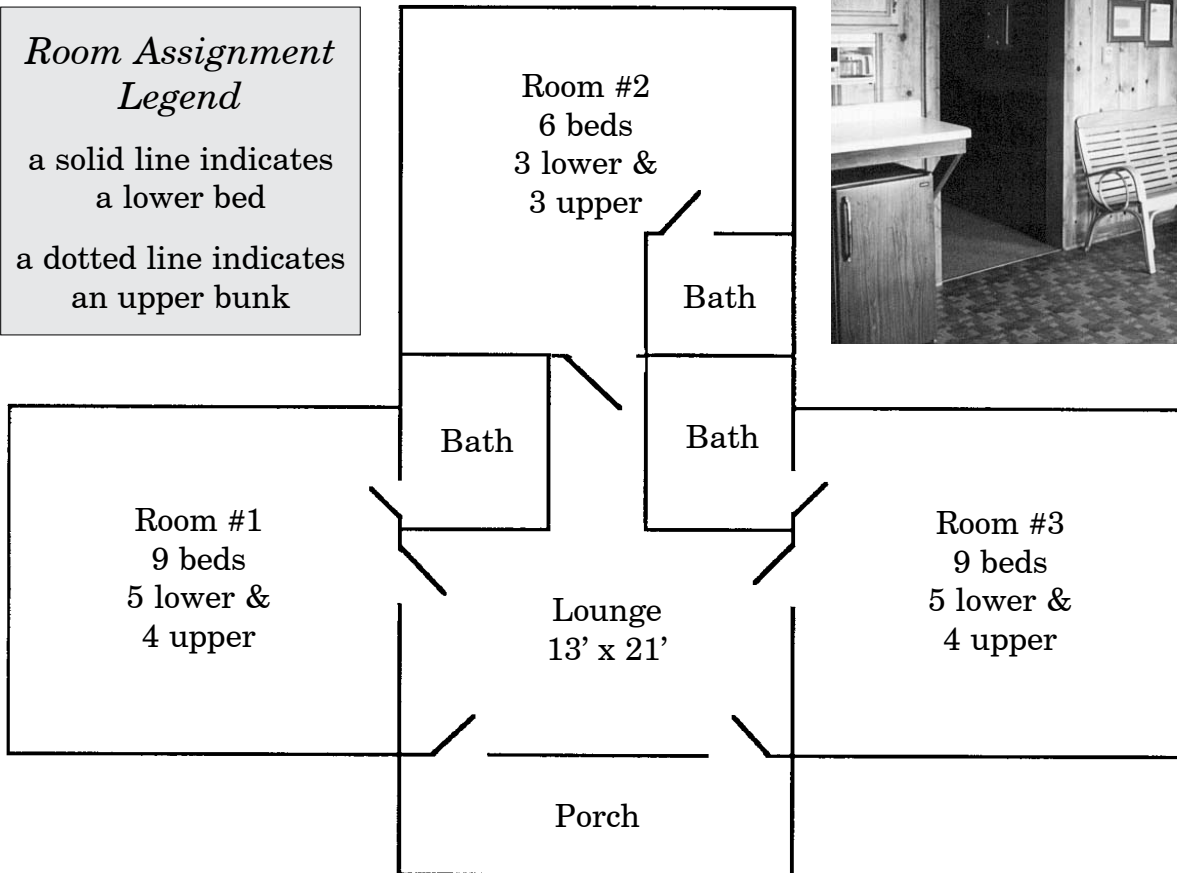 Room Assignment
Legend
a solid line indicates
a lower bed
a dotted line indicates
an upper bunk
Room #2
6 beds
3 lower &
3 upper
Bath
Bath
Bath
Room #1
9 beds
5 lower &
4 upper
Room #3
9 beds
5 lower &
4 upper
Lounge
13’ x 21’
Porch